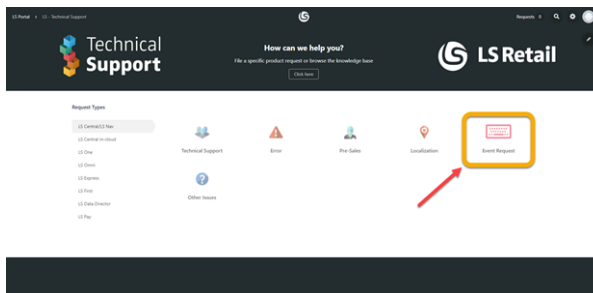 LS Portal › LS - Technical Support
Requests 0
Technical
Support
How can we help you?
File a specific product request or browse the knowledge base
Click here
LS Retail
Request Types
LS Central/LS Nav
LS Central in cloud
LS One
LS Omni
LS Express
LS First
LS Data Director
LS Pay
Technical Support
Error
Pre-Sales
Localization
Event Request
Other Issues